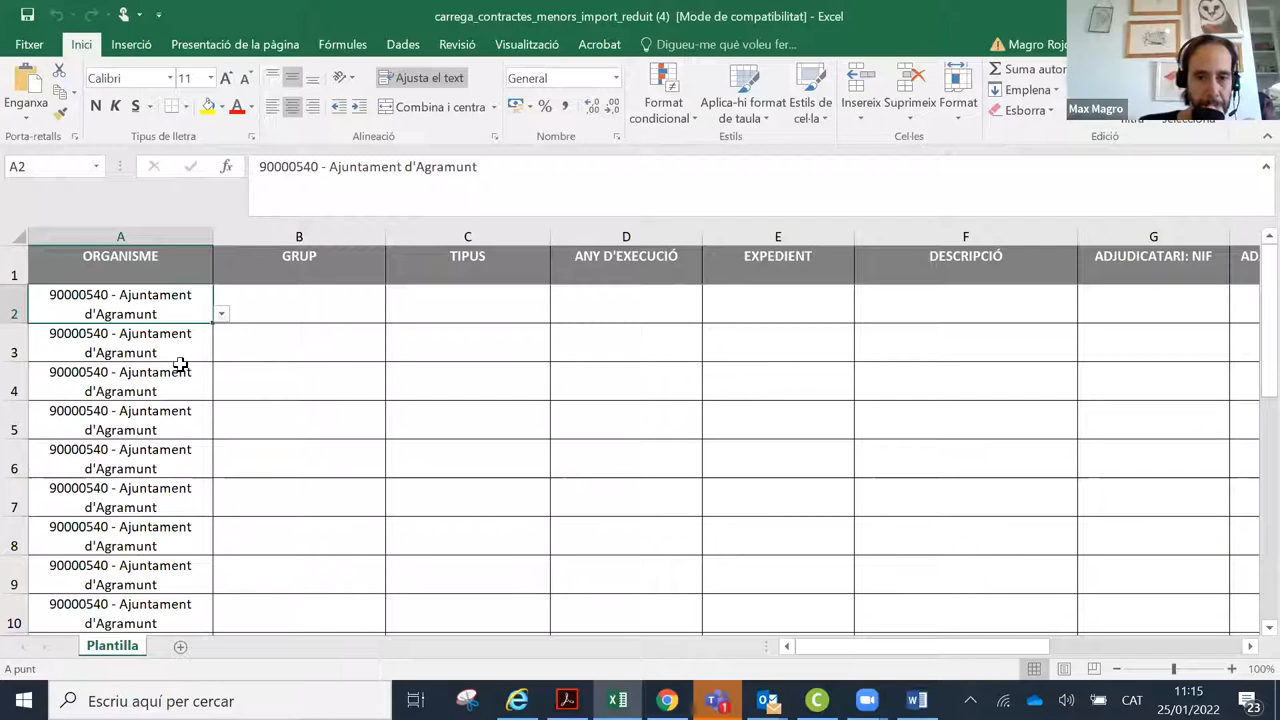 carrega_contractes_menors_import_reduit (4) [Mode de compatibilitat] - Excel
Magro Rojo
Fitxer Inici Inserció Presentació de la pàgina Fórmules Dades Revisió Visualització Acrobat Digueu-me què voleu fer...
Enganxa
Porta-retalls
Calibri 11
N K S
Tipus de lletra
Ajusta el text
Combina i centra
Alineació
General
%
Nombre
Format condicional
Aplica-hi format de taula
Estils de cel·la
Estils
Insereix Suprimeix Format
Cel·les
Suma autor
Emplena
Esborra
Edició
Max Magro
A2
fx
90000540 - Ajuntament d'Agramunt
A B C D E F G
1 ORGANISME GRUP TIPUS ANY D'EXECUCIÓ EXPEDIENT DESCRIPCIÓ ADJUDICATARI: NIF AD
2 90000540 - Ajuntament d'Agramunt
3 90000540 - Ajuntament d'Agramunt
4 90000540 - Ajuntament d'Agramunt
5 90000540 - Ajuntament d'Agramunt
6 90000540 - Ajuntament d'Agramunt
7 90000540 - Ajuntament d'Agramunt
8 90000540 - Ajuntament d'Agramunt
9 90000540 - Ajuntament d'Agramunt
10 90000540 - Ajuntament d'Agramunt
Plantilla
A punt
100%
Escriu aquí per cercar
CAT
11:15
25/01/2022
23